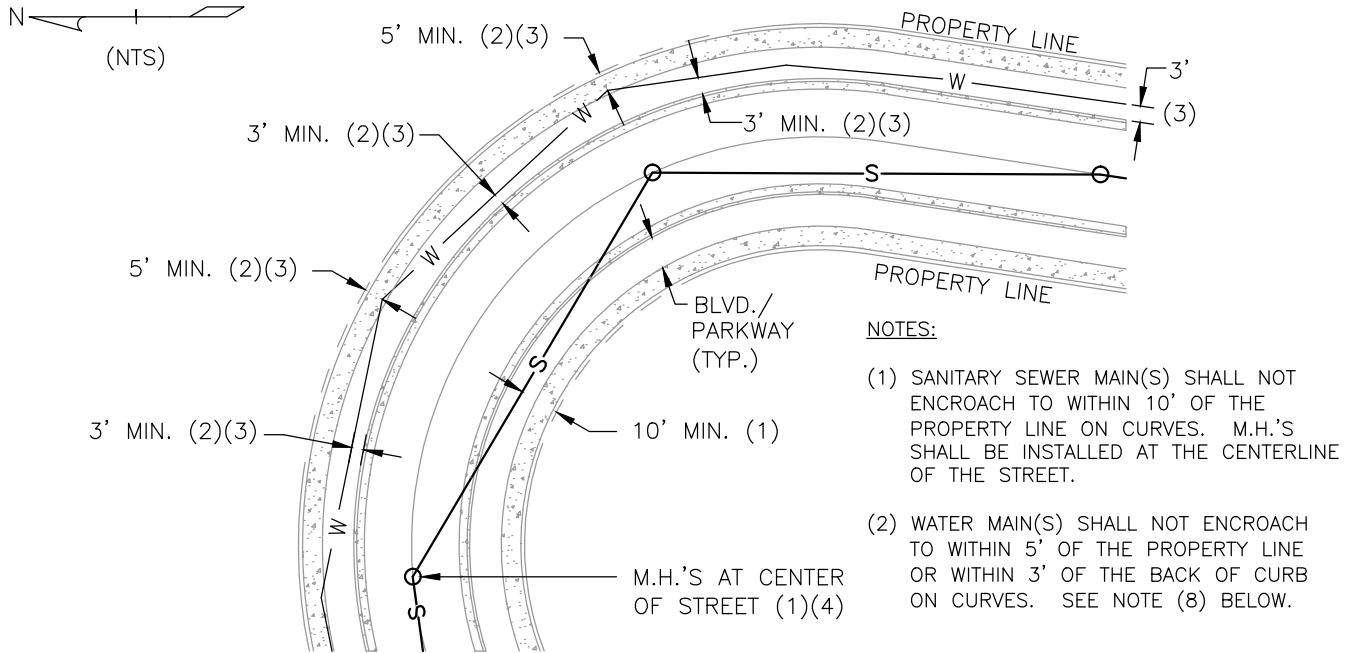 N
(NTS)
5' MIN. (2)(3)
PROPERTY LINE
3'
(3)
W
W
3' MIN. (2)(3)
3' MIN. (2)(3)
S
W
5' MIN. (2)(3)
PROPERTY LINE
BLVD./
PARKWAY
(TYP.)
S
3' MIN. (2)(3)
10' MIN. (1)
W
M.H.'S AT CENTER
OF STREET (1)(4)
S
NOTES:
(1) SANITARY SEWER MAIN(S) SHALL NOT
ENCROACH TO WITHIN 10' OF THE
PROPERTY LINE ON CURVES. M.H.'S
SHALL BE INSTALLED AT THE CENTERLINE
OF THE STREET.
(2) WATER MAIN(S) SHALL NOT ENCROACH
TO WITHIN 5' OF THE PROPERTY LINE
OR WITHIN 3' OF THE BACK OF CURB
ON CURVES. SEE NOTE (8) BELOW.